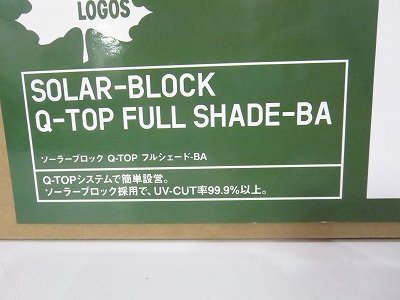 LOGOS
SOLAR-BLOCK
Q-TOP FULL SHADE-BA
ソーラーブロック Q-TOP フルシェード-BA
Q-TOPシステムで簡単設営。
ソーラーブロック採用で、UV-CUT率99.9%以上。